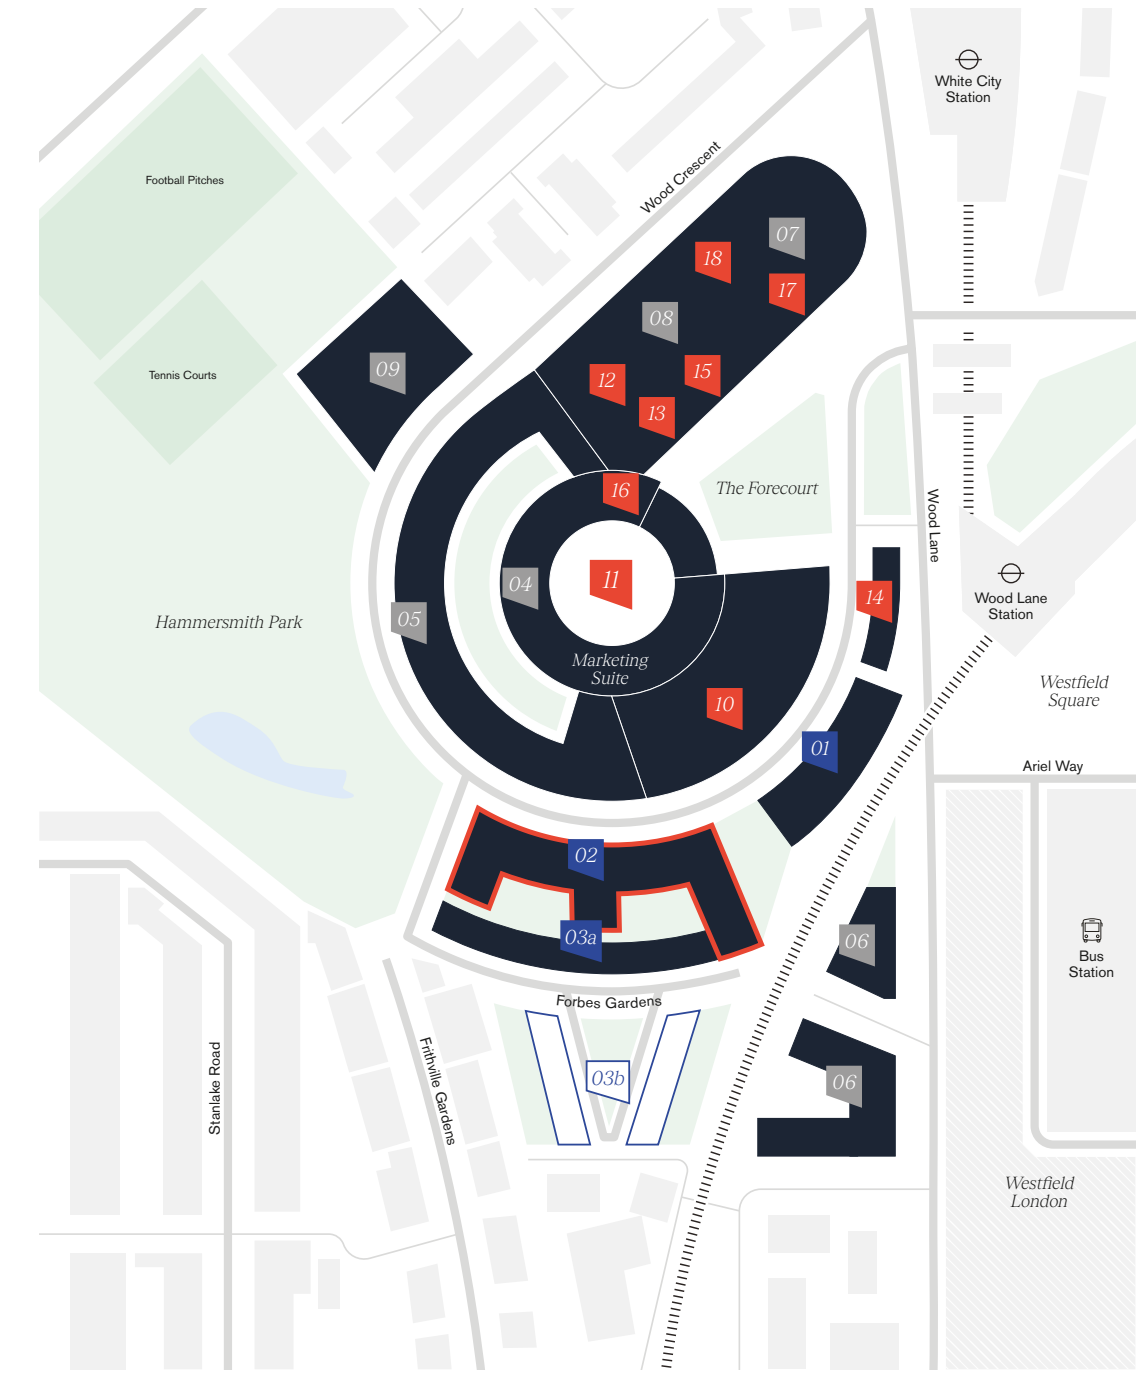 White City
Station
Football Pitches
Wood Crescent
07
18
17
08
09
Tennis Courts
15
12
13
The Forecourt
16
Wood Lane
04
11
14
Wood Lane
Station
05
Hammersmith Park
Marketing
Suite
Westfield
Square
10
01
Ariel Way
02
03a
06
Bus
Station
Forbes Gardens
03b
06
Stanlake Road
Frithville Gardens
Westfield
London